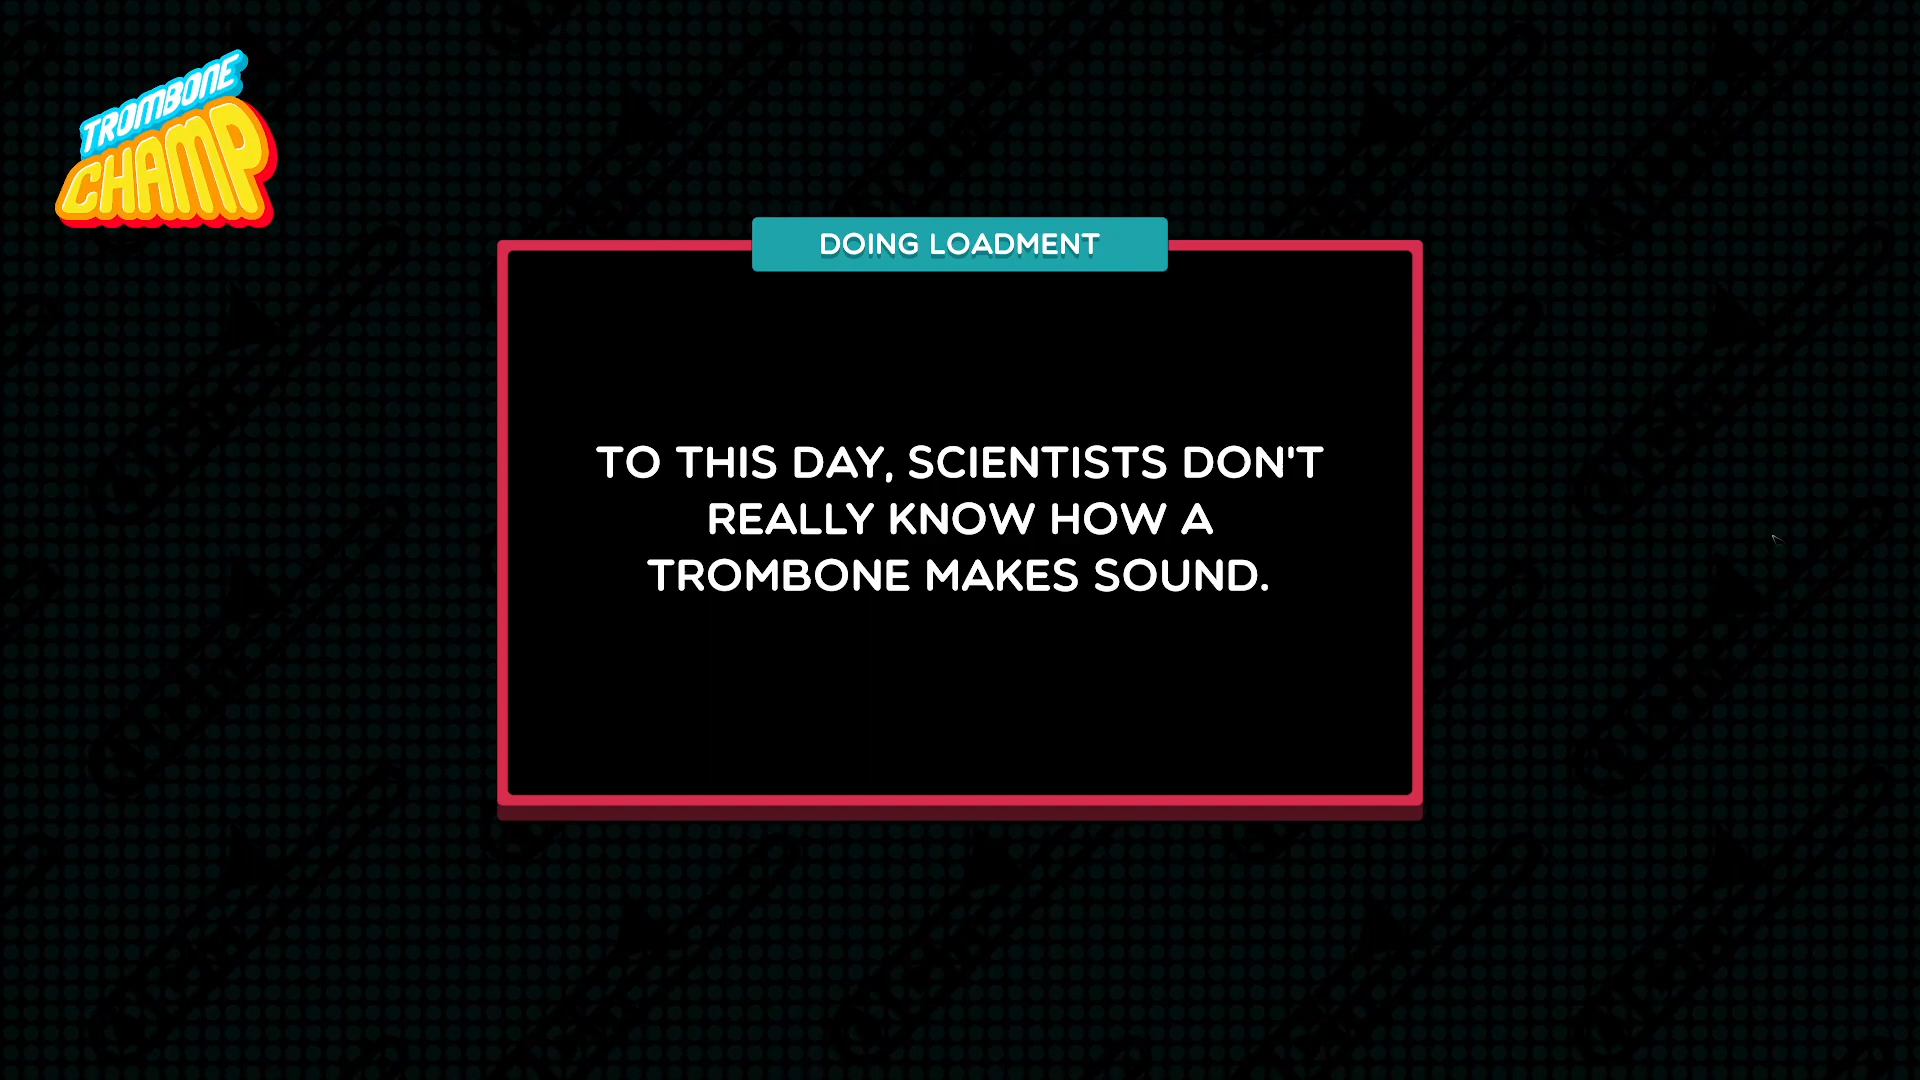 TROMBONE
CHAMP
DOING LOADMENT
TO THIS DAY, SCIENTISTS DON'T
REALLY KNOW HOW A
TROMBONE MAKES SOUND.